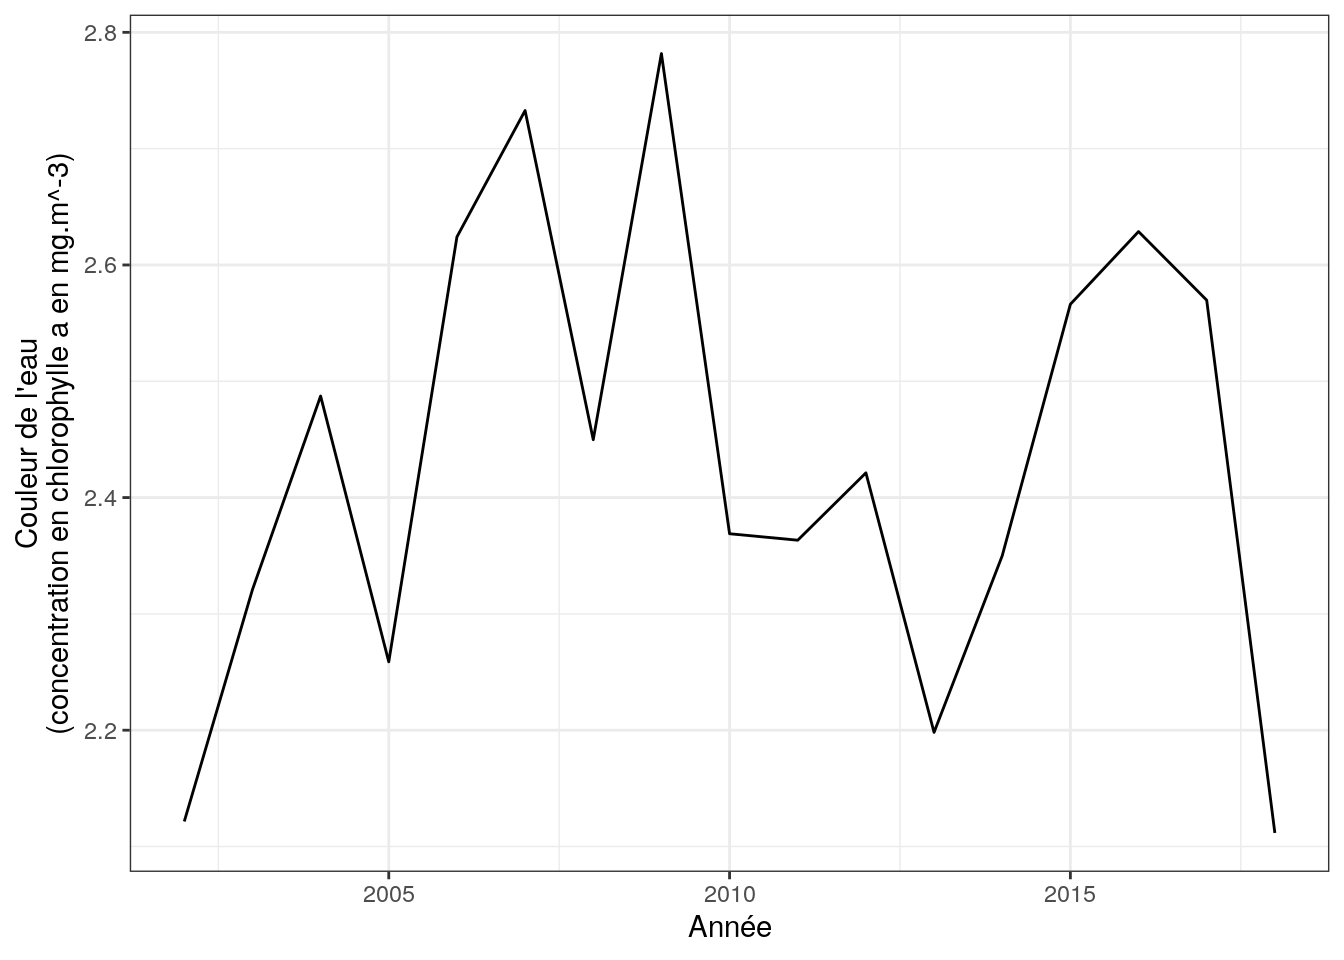 Couleur de l'eau
(concentration en chlorophylle a en mg.m^-3)
2.8
2.6
2.4
2.2
2005
2010
2015
Année